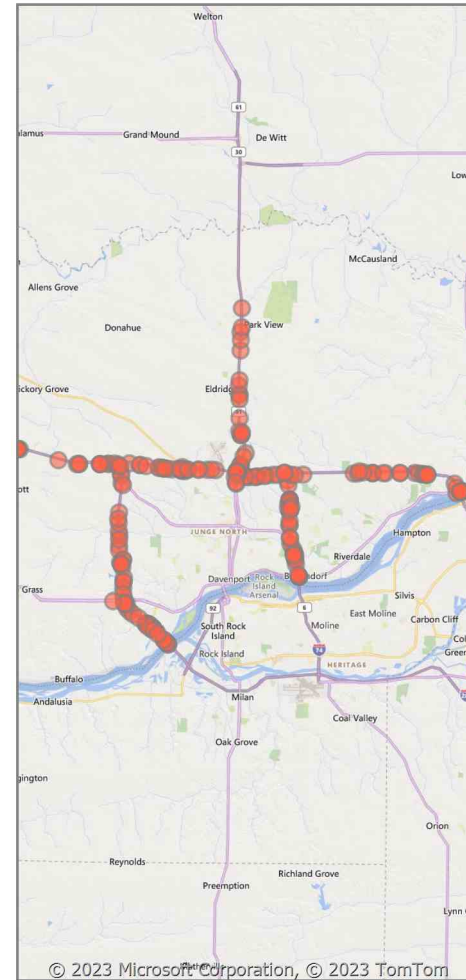 Welton
61
Grand Mound
De Witt
30
McCausland
Allens Grove
Park View
Donahue
Eldridg
61
JUNGE NORTH
Hampton
Riverdale
Davenport
Rock
Island
Arsenal
Silvis
Grass
92
6
East Moline
Carbon Cliff
South Rock
Island
Moline
74
Rock Island
HERITAGE
Buffalo
Milan
Andalusia
Coal Valley
Oak Grove
Orion
Reynolds
Richland Grove
Preemption
© 2023 Microsoft Corporation, © 2023 TomTom